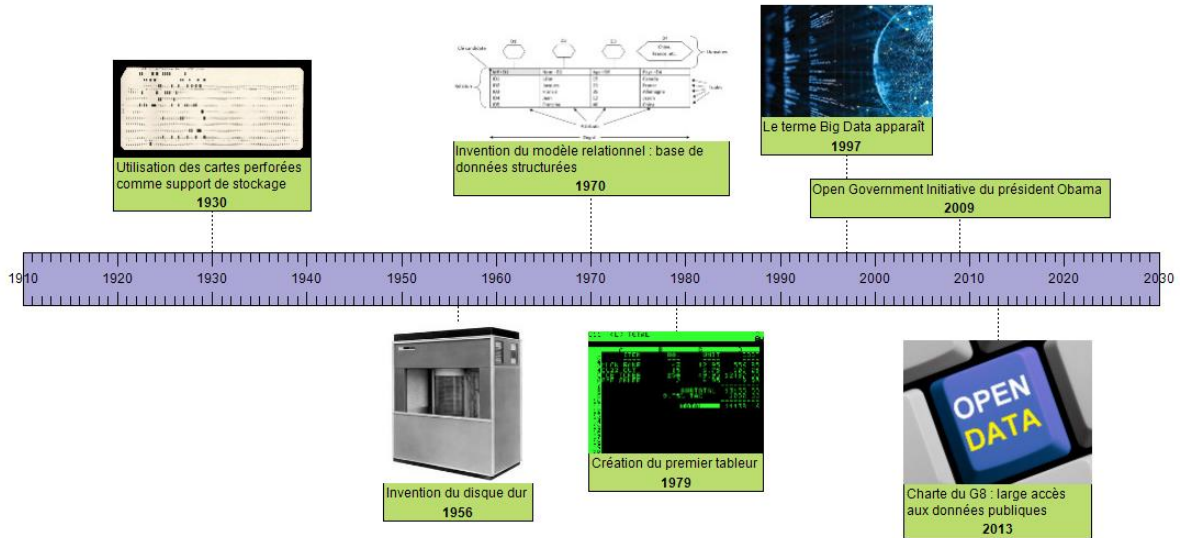 Utilisation des cartes perforées
comme support de stockage
1930
Invention du modèle relationnel : base de
données structurées
1970
Le terme Big Data apparaît
1997
Open Government Initiative du président Obama
2009
1910 1920 1930 1940 1950 1960 1970 1980 1990 2000 2010 2020 2030
Invention du disque dur
1956
TOTAL
Création du premier tableur
1979
OPEN
DATA
Charte du G8 : large accès
aux données publiques
2013